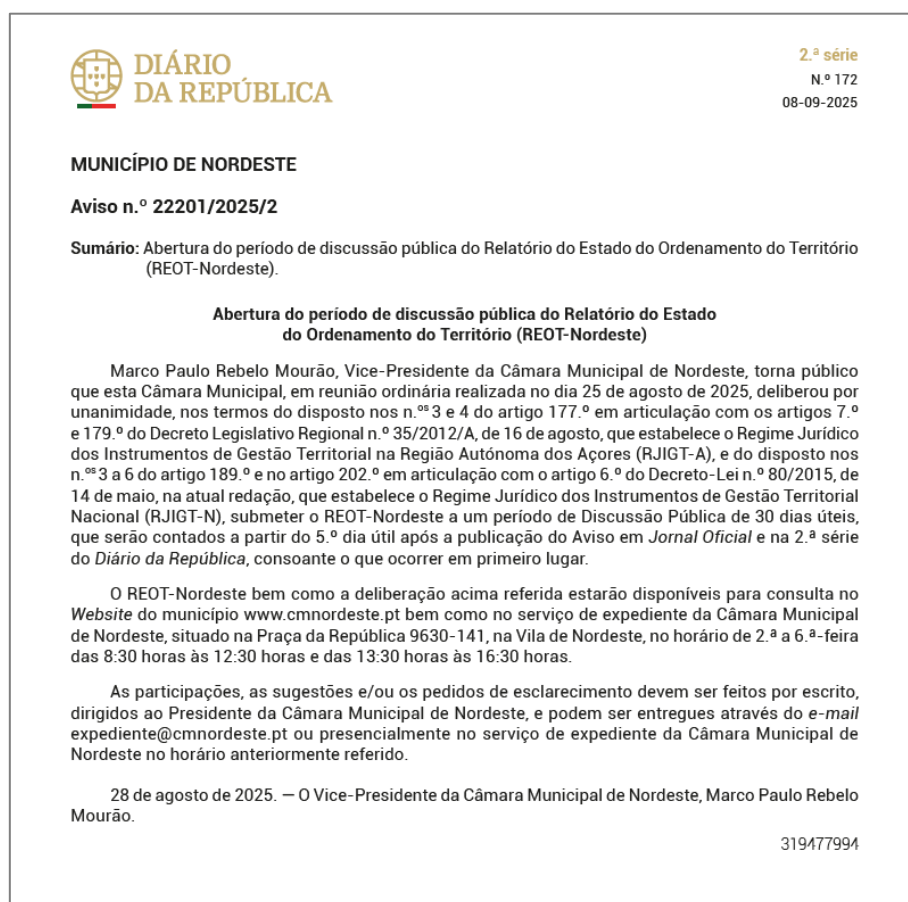 DIÁRIO
DA REPÚBLICA
2.ª série
N.º 172
08-09-2025
MUNICÍPIO DE NORDESTE
Aviso n.º 22201/2025/2
Sumário: Abertura do período de discussão pública do Relatório do Estado do Ordenamento do Território
(REOT-Nordeste).
Abertura do período de discussão pública do Relatório do Estado
do Ordenamento do Território (REOT-Nordeste)
Marco Paulo Rebelo Mourão, Vice-Presidente da Câmara Municipal de Nordeste, torna público
que esta Câmara Municipal, em reunião ordinária realizada no dia 25 de agosto de 2025, deliberou por
unanimidade, nos termos do disposto nos n.ºˢ 3 e 4 do artigo 177.º em articulação com os artigos 7.º
e 179.º do Decreto Legislativo Regional n.º 35/2012/A, de 16 de agosto, que estabelece o Regime Jurídico
dos Instrumentos de Gestão Territorial na Região Autónoma dos Açores (RJIGT-A), e do disposto nos
n.ºˢ 3 a 6 do artigo 189.º e no artigo 202.º em articulação com o artigo 6.º do Decreto-Lei n.º 80/2015, de
14 de maio, na atual redação, que estabelece o Regime Jurídico dos Instrumentos de Gestão Territorial
Nacional (RJIGT-N), submeter o REOT-Nordeste a um período de Discussão Pública de 30 dias úteis,
que serão contados a partir do 5.º dia útil após a publicação do Aviso em Jornal Oficial e na 2.ª série
do Diário da República, consoante o que ocorrer em primeiro lugar.
O REOT-Nordeste bem como a deliberação acima referida estarão disponíveis para consulta no
Website do município www.cmnordeste.pt bem como no serviço de expediente da Câmara Municipal
de Nordeste, situado na Praça da República 9630-141, na Vila de Nordeste, no horário de 2.ª a 6.ª-feira
das 8:30 horas às 12:30 horas e das 13:30 horas às 16:30 horas.
As participações, as sugestões e/ou os pedidos de esclarecimento devem ser feitos por escrito,
dirigidos ao Presidente da Câmara Municipal de Nordeste, e podem ser entregues através do e-mail
expediente@cmnordeste.pt ou presencialmente no serviço de expediente da Câmara Municipal de
Nordeste no horário anteriormente referido.
28 de agosto de 2025. — O Vice-Presidente da Câmara Municipal de Nordeste, Marco Paulo Rebelo
Mourão.
319477994